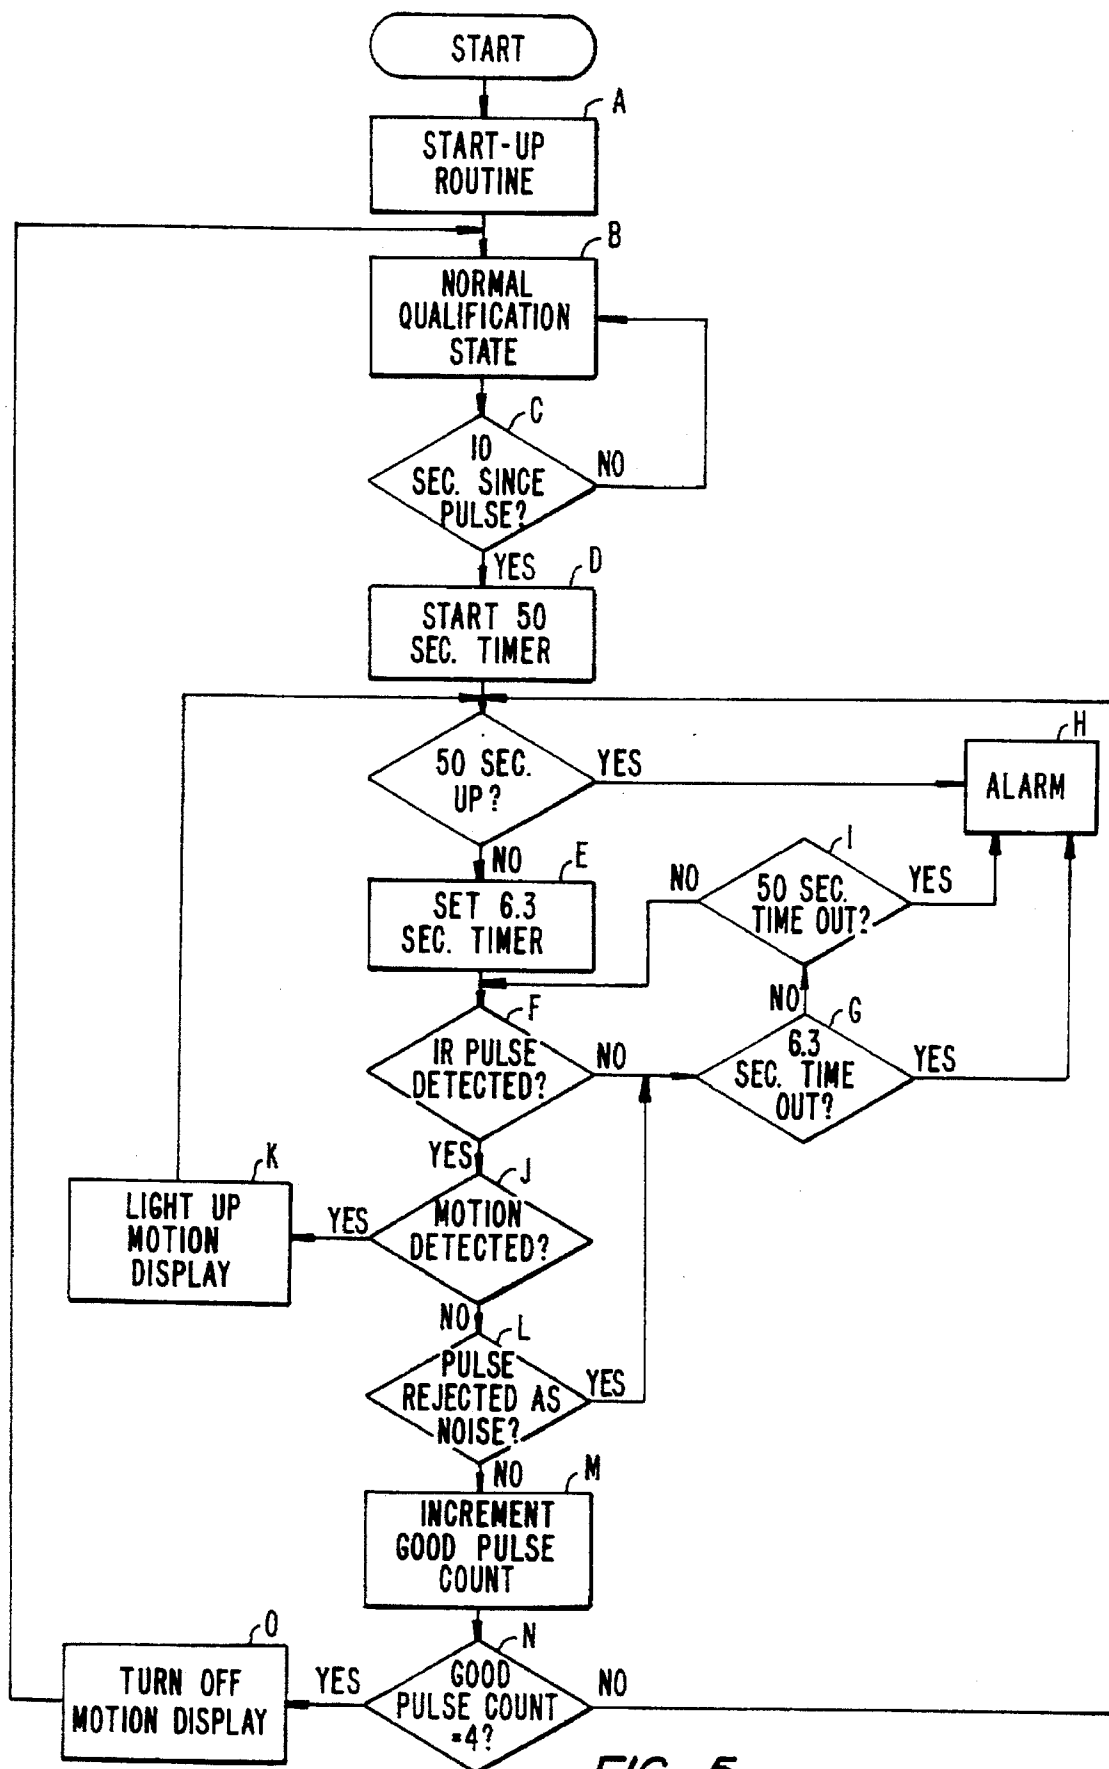 START
A
START-UP
ROUTINE
B
NORMAL
QUALIFICATION
STATE
C
10
SEC. SINCE
PULSE?
NO
YES
D
START 50
SEC. TIMER
50 SEC.
UP?
YES
H
ALARM
NO
E
SET 6.3
SEC. TIMER
I
50 SEC.
TIME OUT?
NO
YES
F
IR PULSE
DETECTED?
NO
NO
G
6.3
SEC. TIME
OUT?
YES
YES
J
MOTION
DETECTED?
YES
K
LIGHT UP
MOTION
DISPLAY
NO
L
PULSE
REJECTED AS
NOISE?
YES
NO
M
INCREMENT
GOOD PULSE
COUNT
N
GOOD
PULSE COUNT
=4?
YES
NO
O
TURN OFF
MOTION DISPLAY
FIG. 5